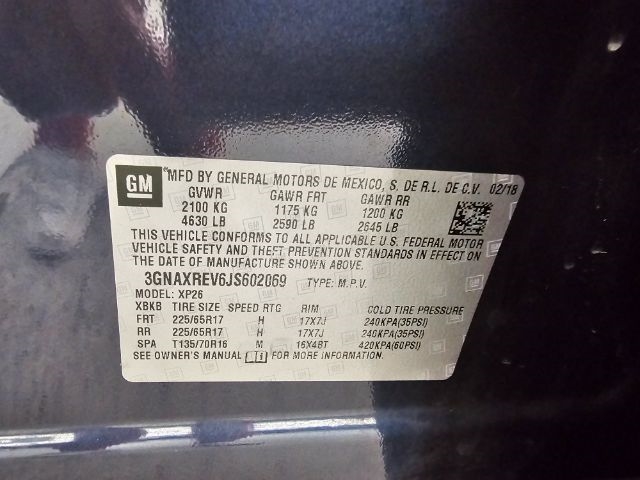 GM
MFD BY GENERAL MOTORS DE MEXICO, S. DE R.L. DE C.V. 02/18
GVWR GAWR FRT GAWR RR
2100 KG 1175 KG 1200 KG
4630 LB 2590 LB 2645 LB
THIS VEHICLE CONFORMS TO ALL APPLICABLE U.S. FEDERAL MOTOR
VEHICLE SAFETY AND THEFT PREVENTION STANDARDS IN EFFECT ON
THE DATE OF MANUFACTURE SHOWN ABOVE.
3GNAXREV6JS602069 TYPE: M.P.V.
MODEL: XP26
XBKB TIRE SIZE SPEED RTG RIM COLD TIRE PRESSURE
FRT 225/65R17 H 17X7J 240KPA(35PSI)
RR 225/65R17 H 17X7J 240KPA(35PSI)
SPA T135/70R16 M 16X4BT 420KPA(60PSI)
SEE OWNER'S MANUAL FOR MORE INFORMATION.